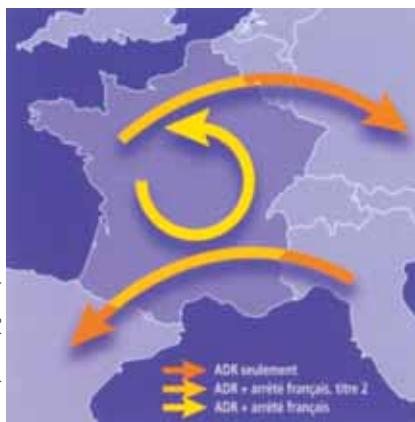 ADR seulement
ADR + arrêté français, titre 2
ADR + arrêté français